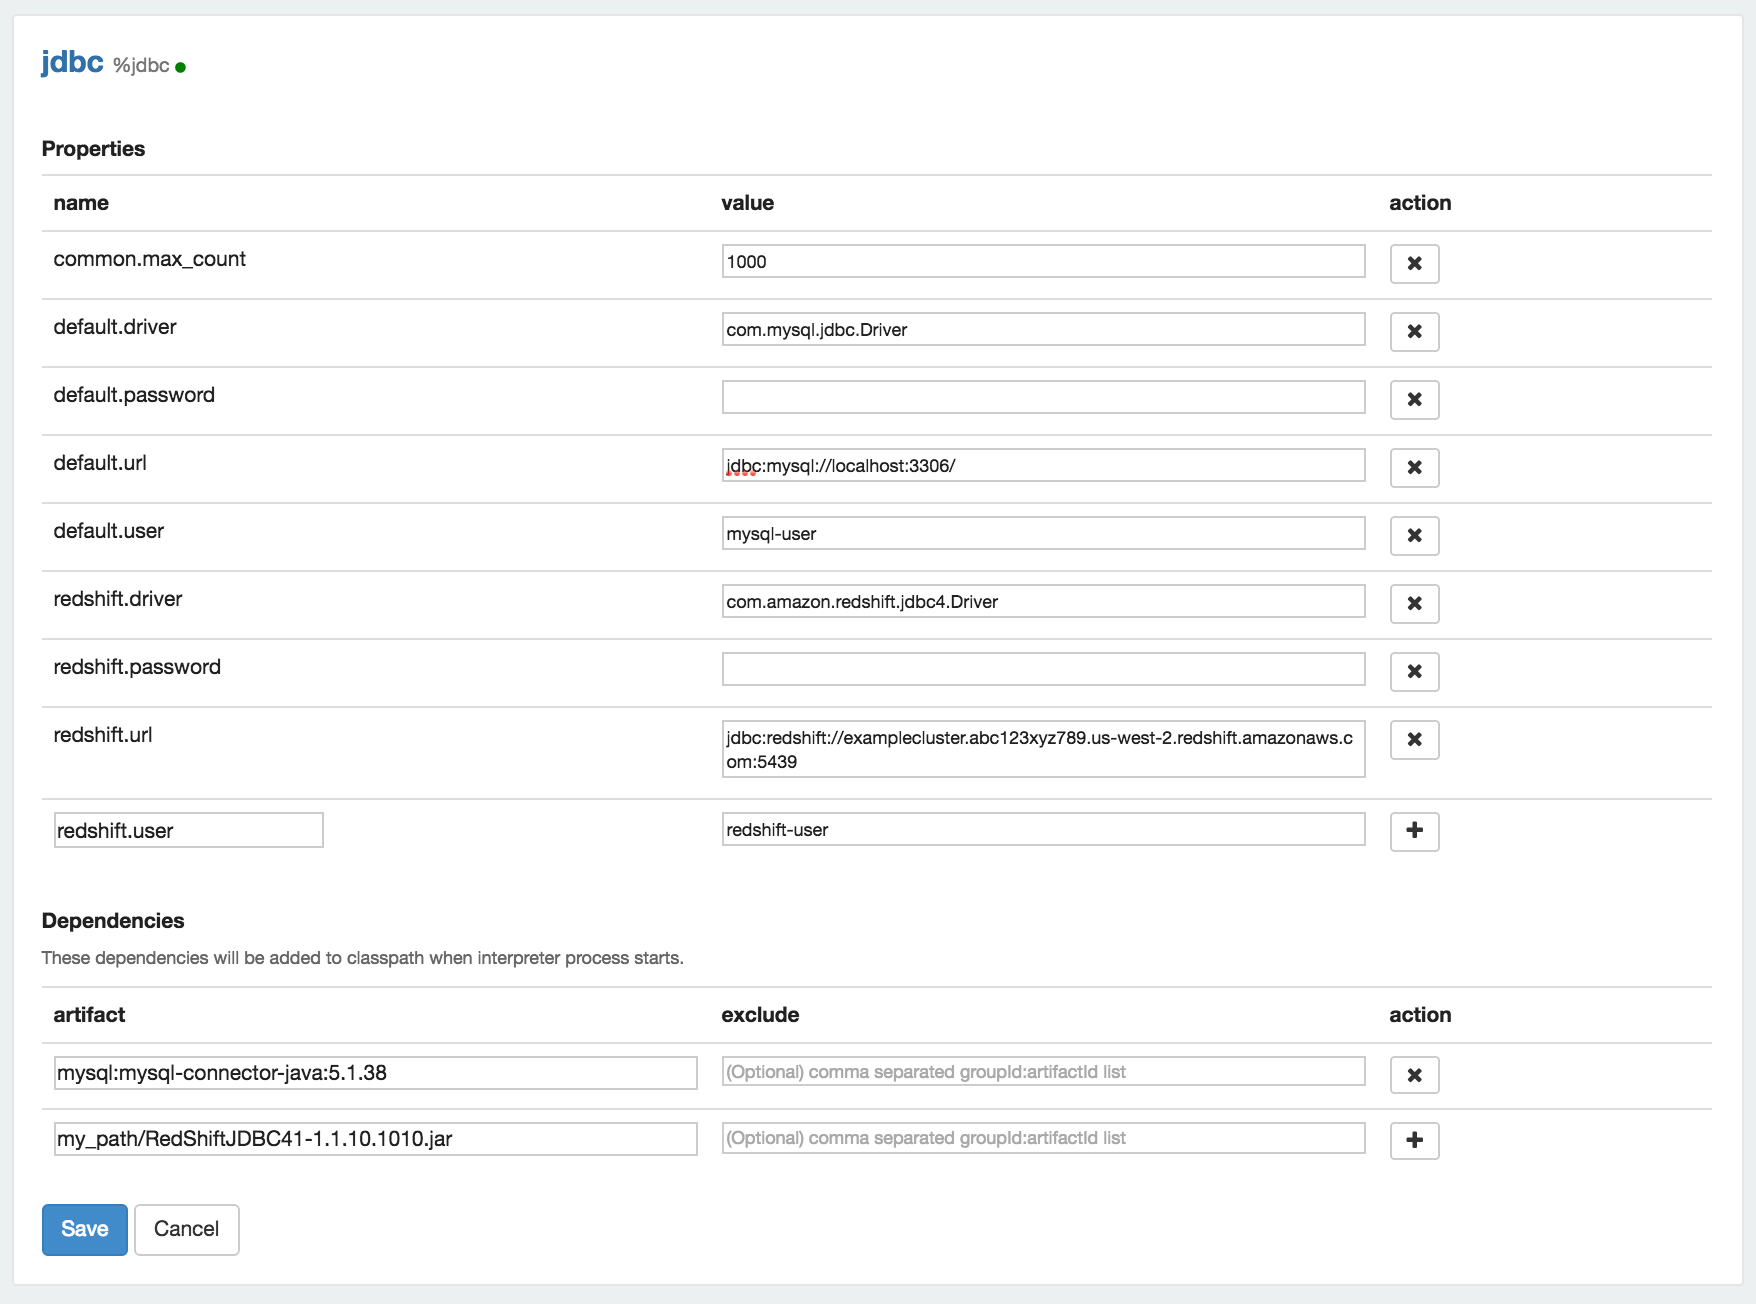 jdbc %jdbc
Properties
name value action
common.max_count 1000
default.driver com.mysql.jdbc.Driver
default.password
default.url jdbc:mysql://localhost:3306/
default.user mysql-user
redshift.driver com.amazon.redshift.jdbc4.Driver
redshift.password
redshift.url jdbc:redshift://examplecluster.abc123xyz789.us-west-2.redshift.amazonaws.c
om:5439
redshift.user redshift-user
Dependencies
These dependencies will be added to classpath when interpreter process starts.
artifact exclude action
mysql:mysql-connector-java:5.1.38 (Optional) comma separated groupId:artifactId list
my_path/RedShiftJDBC41-1.1.10.1010.jar (Optional) comma separated groupId:artifactId list
Save Cancel